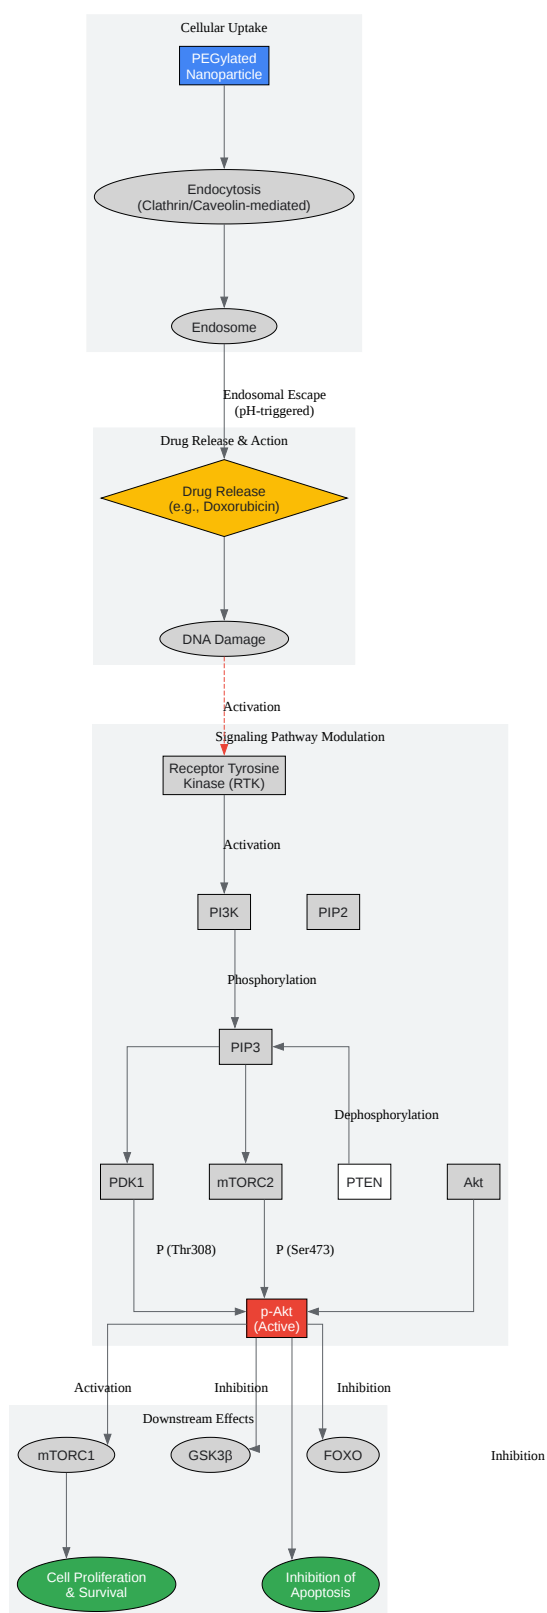 Cellular Uptake
PEGylated
Nanoparticle
Endocytosis
(Clathrin/Caveolin-mediated)
Endosome
Endosomal Escape
(pH-triggered)
Drug Release & Action
Drug Release
(e.g., Doxorubicin)
DNA Damage
Activation
Signaling Pathway Modulation
Receptor Tyrosine
Kinase (RTK)
Activation
PI3K
PIP2
Phosphorylation
PIP3
Dephosphorylation
PDK1
mTORC2
PTEN
Akt
P (Thr308)
P (Ser473)
p-Akt
(Active)
Activation
Inhibition
Inhibition
Downstream Effects
mTORC1
GSK3β
FOXO
Inhibition
Cell Proliferation
& Survival
Inhibition of
Apoptosis